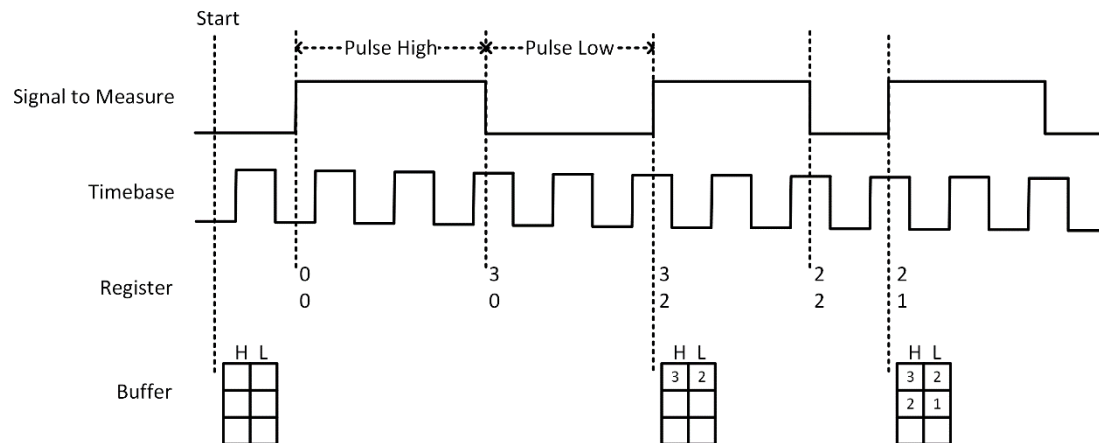 Start
Pulse High Pulse Low
Signal to Measure
Timebase
Register
0 3 3 2 2
0 0 2 2 1
Buffer
H L H L H L
3 2 3 2
2 1